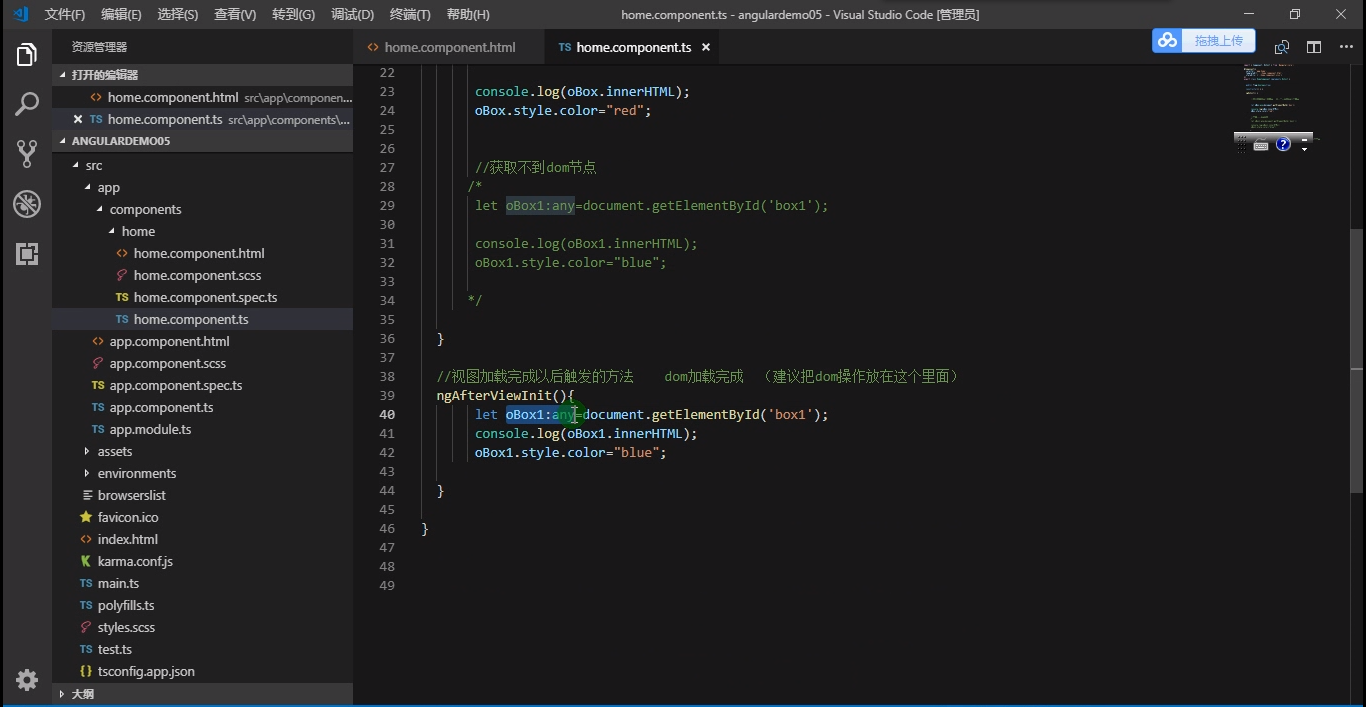 文件(F) 编辑(E) 选择(S) 查看(V) 转到(G) 调试(D) 终端(T) 帮助(H) home.component.ts - angulardemo05 - Visual Studio Code [管理员]
资源管理器
home.component.html
TS home.component.ts
拖拽上传
打开的编辑器
home.component.html src\app\componen...
TS home.component.ts src\app\components\...
ANGULARDEMO05
src
app
components
home
home.component.html
home.component.scss
TS home.component.spec.ts
TS home.component.ts
app.component.html
app.component.scss
TS app.component.spec.ts
TS app.component.ts
TS app.module.ts
assets
environments
browserslist
favicon.ico
index.html
karma.conf.js
TS main.ts
TS polyfills.ts
styles.scss
TS test.ts
{} tsconfig.app.json
大纲
22
23 console.log(oBox.innerHTML);
24 oBox.style.color="red";
25
26
27 //获取不到dom节点
28 /*
29 let oBox1:any=document.getElementById('box1');
30
31 console.log(oBox1.innerHTML);
32 oBox1.style.color="blue";
33
34 */
35
36 }
37
38 //视图加载完成以后触发的方法 dom加载完成 （建议把dom操作放在这个里面）
39 ngAfterViewInit(){
40 let oBox1:any=document.getElementById('box1');
41 console.log(oBox1.innerHTML);
42 oBox1.style.color="blue";
43
44 }
45
46 }
47
48
49